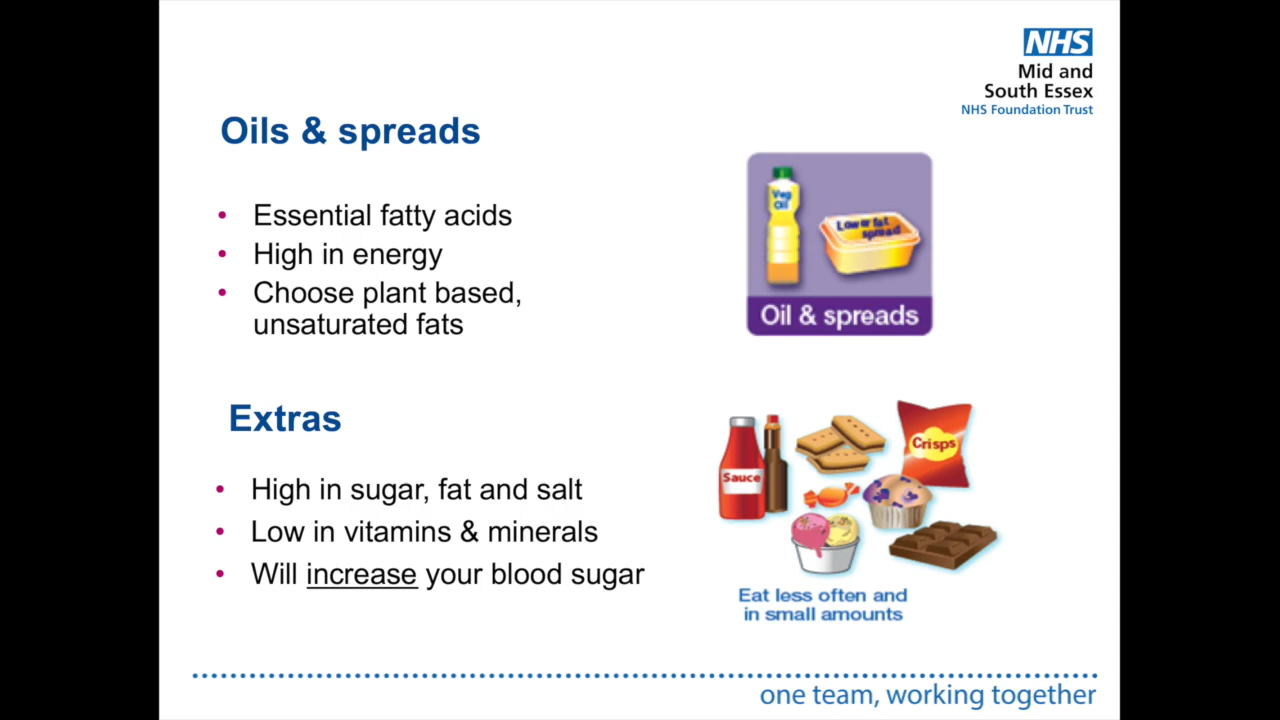 NHS
Mid and
South Essex
NHS Foundation Trust
Oils & spreads
• Essential fatty acids
• High in energy
• Choose plant based,
unsaturated fats
Veg
Oil
Lower fat
spread
Oil & spreads
Extras
• High in sugar, fat and salt
• Low in vitamins & minerals
• Will increase your blood sugar
Crisps
Sauce
Eat less often and
in small amounts
one team, working together